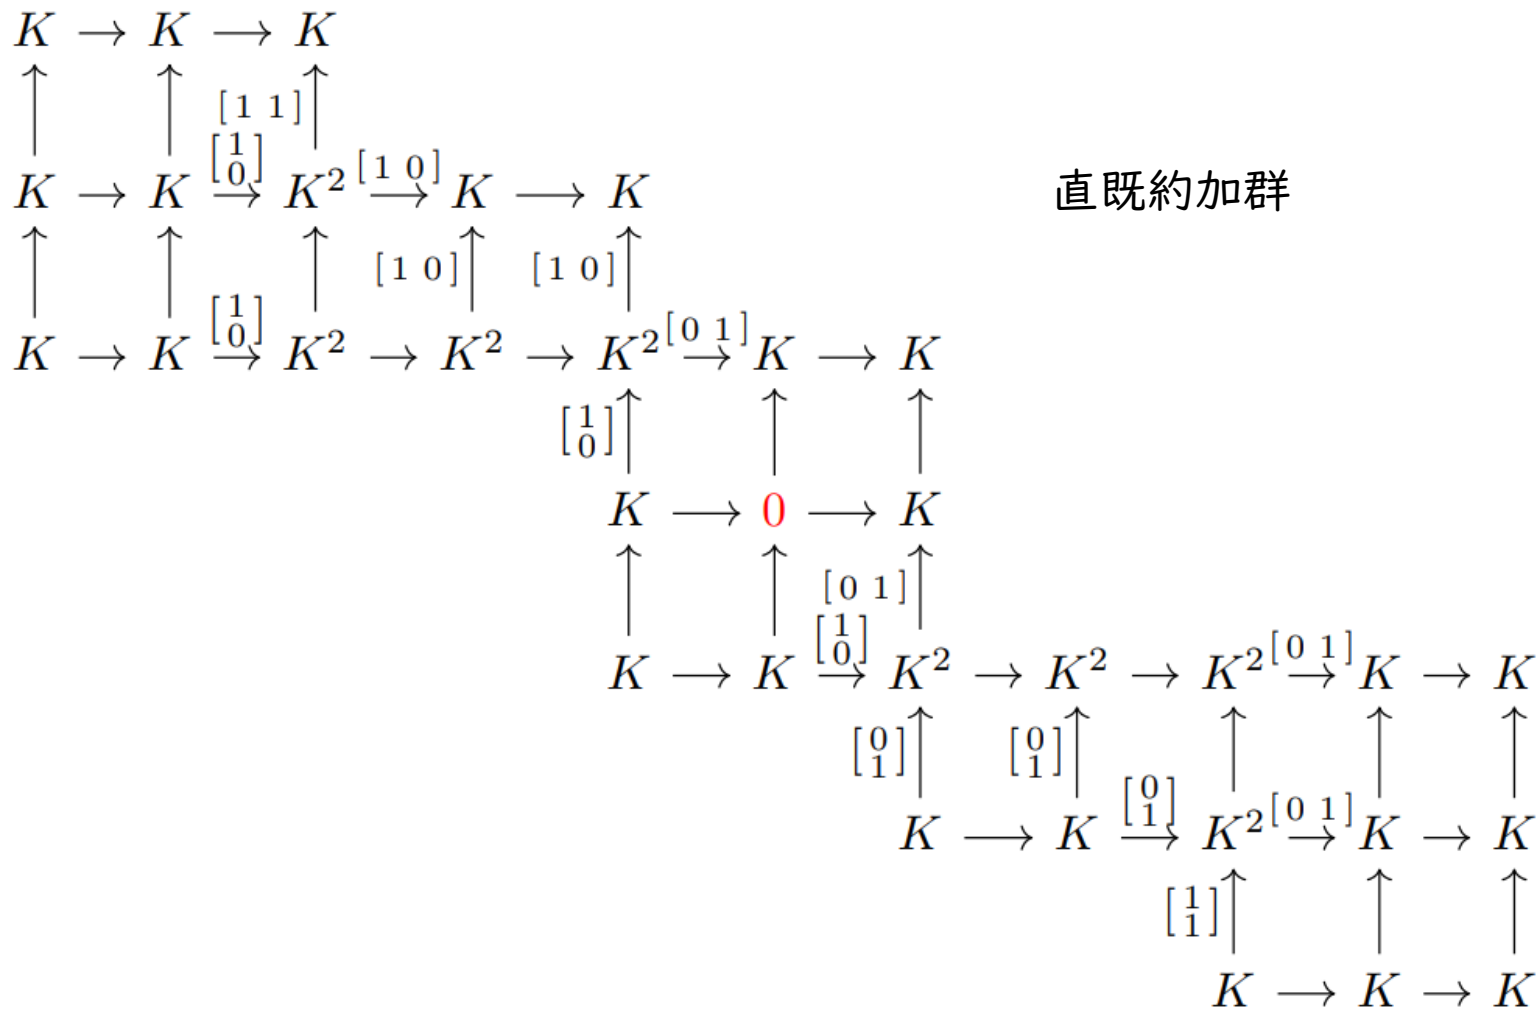 K → K → K
↑ ↑ [1 1] ↑
K → K [1 0] → K² [1 0] → K → K 直既約加群
↑ ↑ ↑ [1 0] ↑ [1 0] ↑
K → K [1 0] → K² → K² → K² [0 1] → K → K
[1 0] ↑ ↑ ↑
K → 0 → K
↑ ↑ [0 1] ↑
K → K [1 0] → K² → K² → K² [0 1] → K → K
[0 1] ↑ [0 1] ↑ ↑ ↑ ↑
K → K [0 1] → K² [0 1] → K → K
[1 1] ↑ ↑ ↑
K → K → K